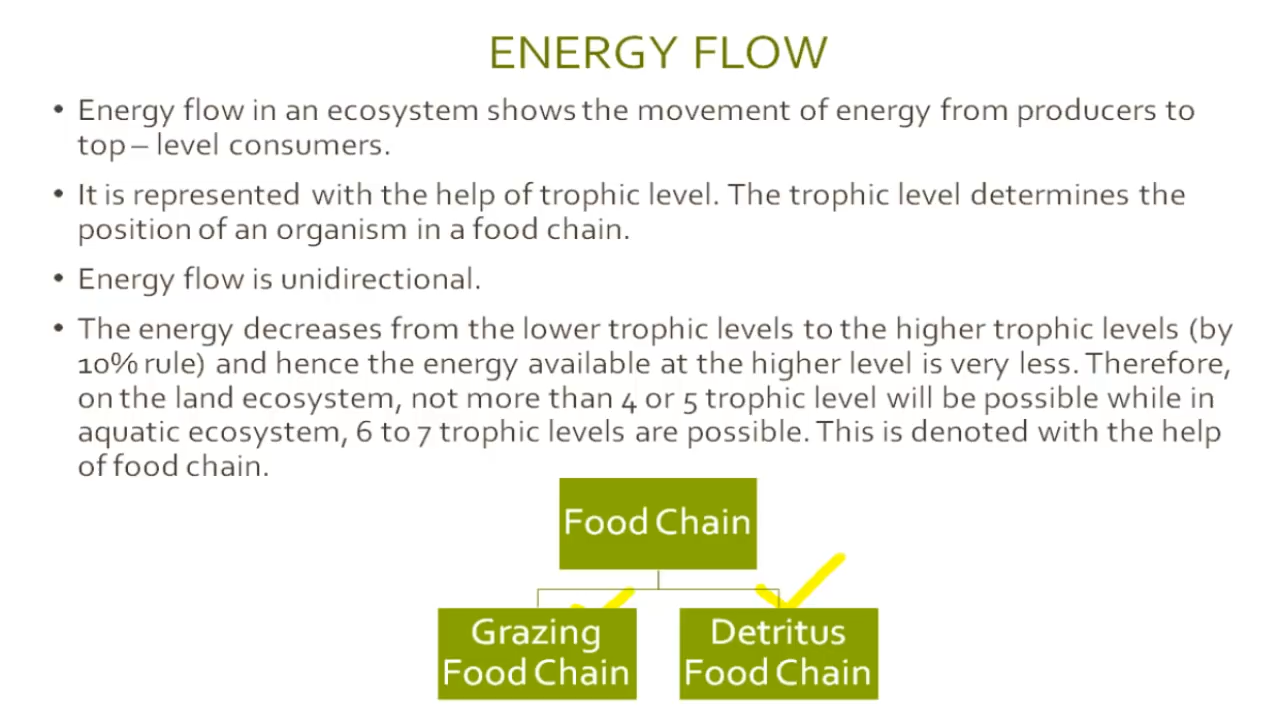 ENERGY FLOW
• Energy flow in an ecosystem shows the movement of energy from producers to
top – level consumers.
• It is represented with the help of trophic level. The trophic level determines the
position of an organism in a food chain.
• Energy flow is unidirectional.
• The energy decreases from the lower trophic levels to the higher trophic levels (by
10% rule) and hence the energy available at the higher level is very less. Therefore,
on the land ecosystem, not more than 4 or 5 trophic level will be possible while in
aquatic ecosystem, 6 to 7 trophic levels are possible. This is denoted with the help
of food chain.
Food Chain
Grazing
Food Chain
Detritus
Food Chain